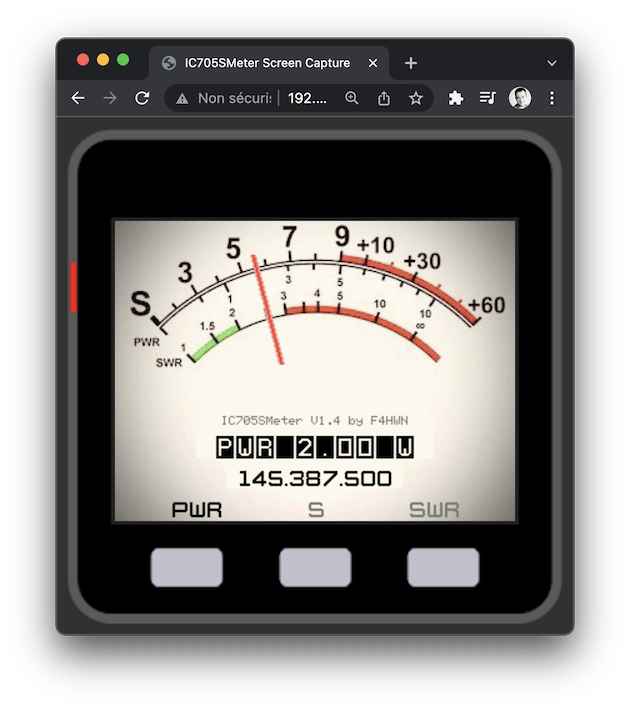 IC705SMeter Screen Capture
Non sécuris
192....
S 3 5 7 9 +10 +30 +60
PWR 1 3 5 10
SWR 1 1.5 2 3 4 5 10 ∞
IC705SMeter V1.4 by F4HWN
PWR 2.00 W
145.387.500
PWR S SWR